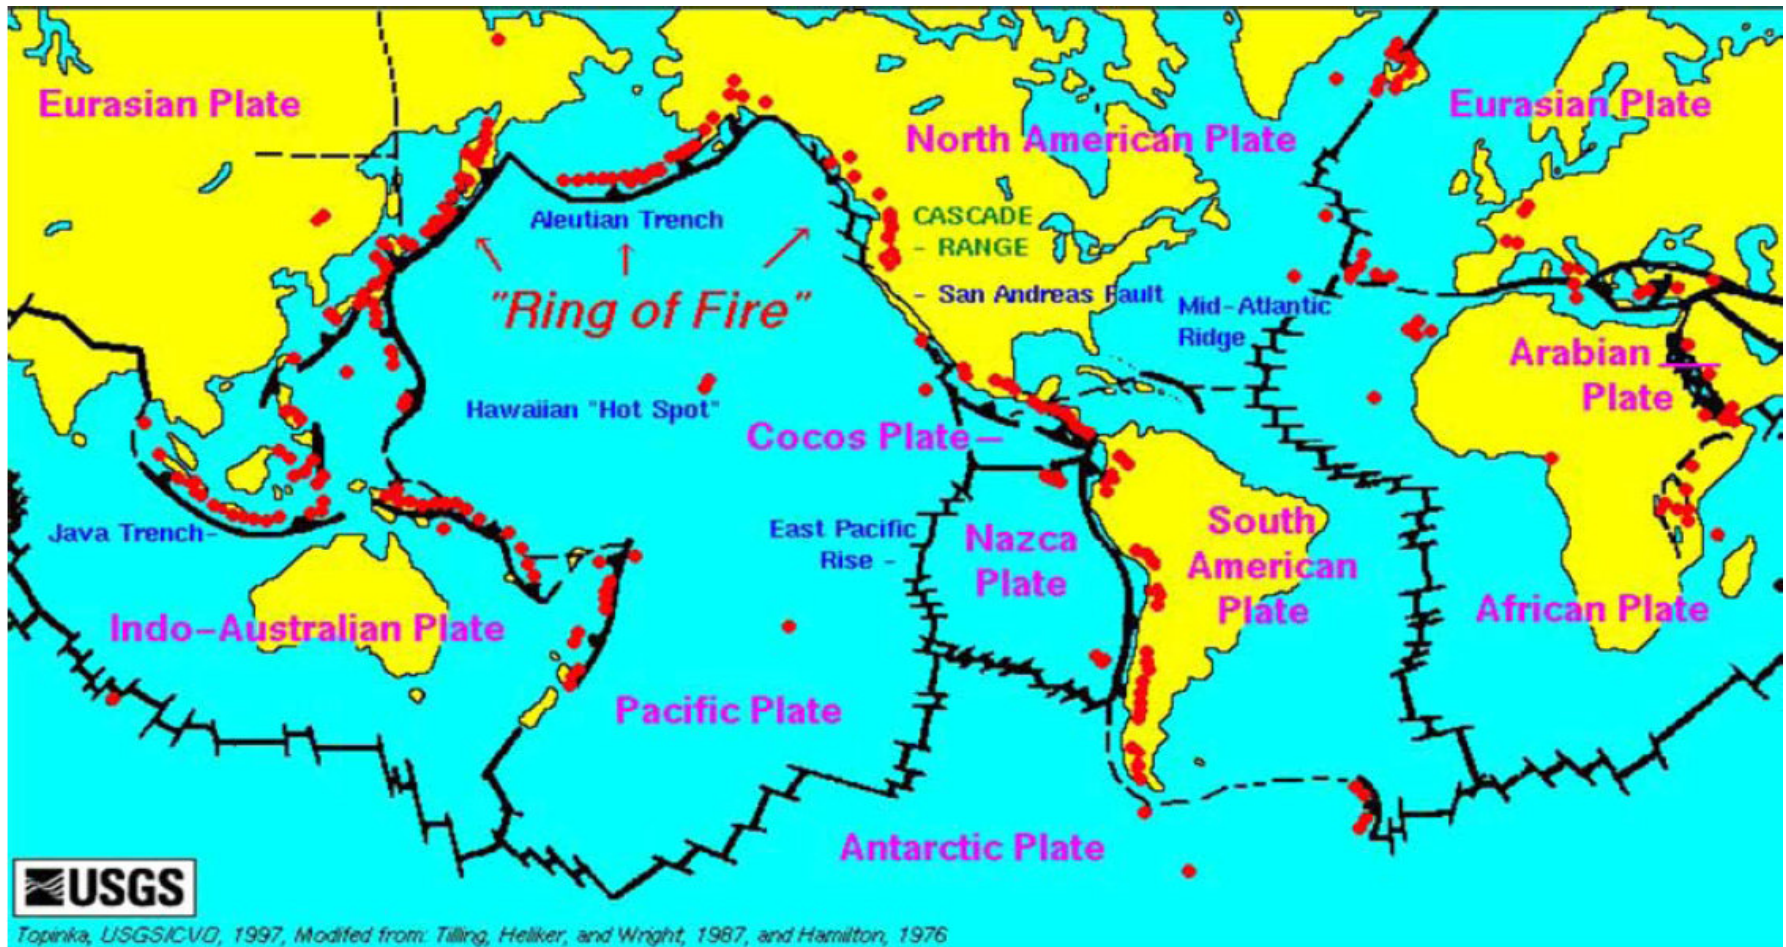 Eurasian Plate
Eurasian Plate
North American Plate
Aleutian Trench
CASCADE
- RANGE
"Ring of Fire"
- San Andreas Fault
Mid-Atlantic
Ridge
Arabian
Plate
Hawaiian "Hot Spot"
Cocos Plate—
Java Trench-
East Pacific
Rise -
Nazca
Plate
South
American
Plate
Indo-Australian Plate
African Plate
Pacific Plate
Antarctic Plate
USGS
Topinka, USGS/CVO, 1997, Modifed from: Tilling, Heliker, and Wright, 1987, and Hamilton, 1976